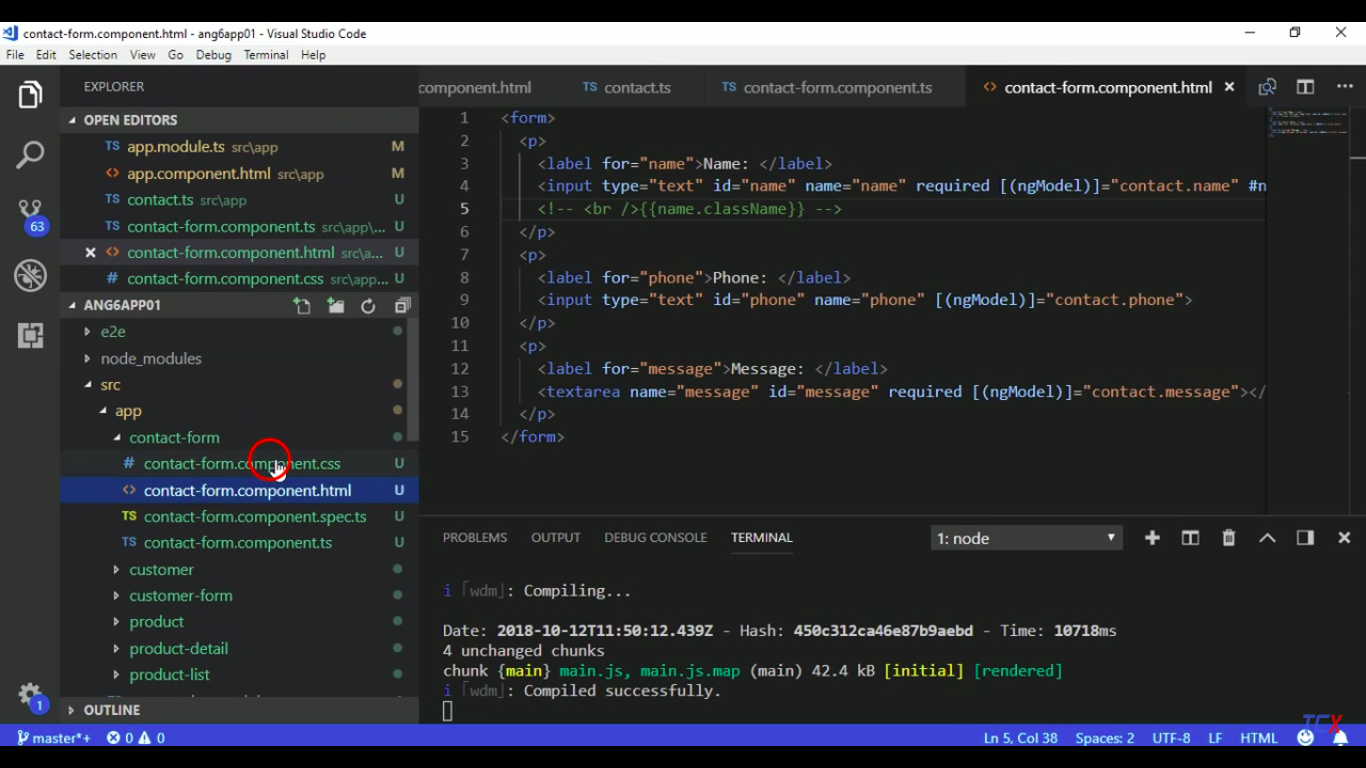 contact-form.component.html - ang6app01 - Visual Studio Code
File Edit Selection View Go Debug Terminal Help
EXPLORER
component.html
TS contact.ts
TS contact-form.component.ts
<> contact-form.component.html
OPEN EDITORS
TS app.module.ts src\app M
<> app.component.html src\app M
TS contact.ts src\app U
TS contact-form.component.ts src\app\... U
<> contact-form.component.html src\a... U
# contact-form.component.css src\app... U
ANG6APP01
e2e
node_modules
src
app
contact-form
# contact-form.component.css U
<> contact-form.component.html U
TS contact-form.component.spec.ts U
TS contact-form.component.ts U
customer
customer-form
product
product-detail
product-list
OUTLINE
63
1
1 <form>
2 <p>
3 <label for="name">Name: </label>
4 <input type="text" id="name" name="name" required [(ngModel)]="contact.name" #n
5 <!-- <br />{{name.className}} -->
6 </p>
7 <p>
8 <label for="phone">Phone: </label>
9 <input type="text" id="phone" name="phone" [(ngModel)]="contact.phone">
10 </p>
11 <p>
12 <label for="message">Message: </label>
13 <textarea name="message" id="message" required [(ngModel)]="contact.message"></
14 </p>
15 </form>
PROBLEMS OUTPUT DEBUG CONSOLE TERMINAL 1: node
i 「wdm」: Compiling...
Date: 2018-10-12T11:50:12.439Z - Hash: 450c312ca46e87b9aebd - Time: 10718ms
4 unchanged chunks
chunk {main} main.js, main.js.map (main) 42.4 kB [initial] [rendered]
i 「wdm」: Compiled successfully.
TCX
master*+ 0 0 Ln 5, Col 38 Spaces: 2 UTF-8 LF HTML